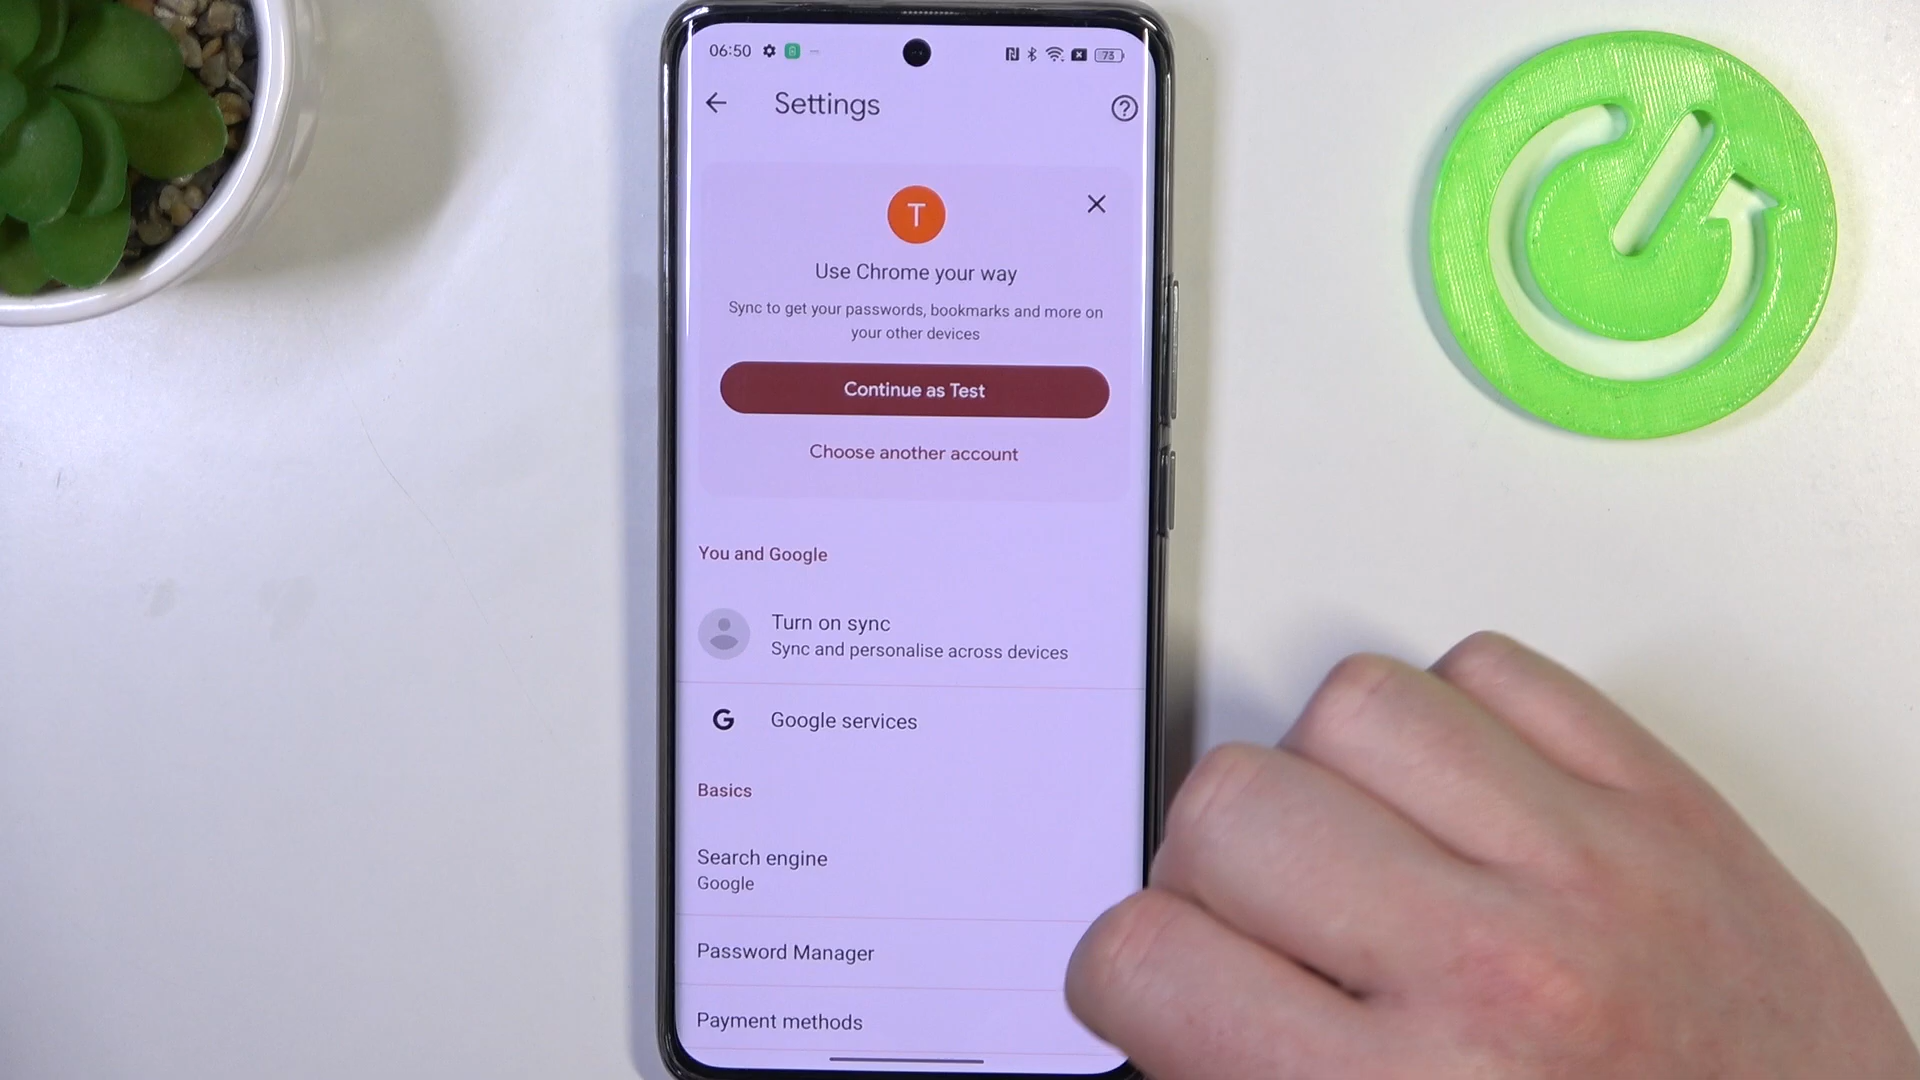 06:50
73
Settings
T
Use Chrome your way
Sync to get your passwords, bookmarks and more on
your other devices
Continue as Test
Choose another account
You and Google
Turn on sync
Sync and personalise across devices
G Google services
Basics
Search engine
Google
Password Manager
Payment methods